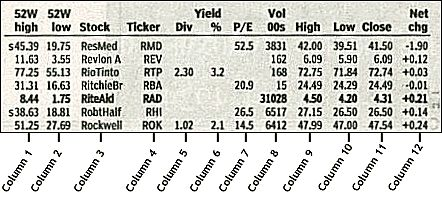 52W 52W Yield Vol Net
high low Stock Ticker Div % P/E 00s High Low Close chg
s45.39 19.75 ResMed RMD 52.5 3831 42.00 39.51 41.50 -1.90
11.63 3.55 Revlon A REV 162 6.09 5.90 6.09 +0.12
77.25 55.13 RioTinto RTP 2.30 3.2 168 72.75 71.84 72.74 +0.03
31.31 16.63 RitchieBr RBA 20.9 15 24.49 24.29 24.49 -0.01
8.44 1.75 RiteAid RAD 31028 4.50 4.20 4.31 +0.21
s38.63 18.81 RobtHalf RHI 26.5 6517 27.15 26.50 26.50 +0.14
51.25 27.69 Rockwell ROK 1.02 2.1 14.5 6412 47.99 47.00 47.54 +0.24
Column 1 Column 2 Column 3 Column 4 Column 5 Column 6 Column 7 Column 8 Column 9 Column 10 Column 11 Column 12